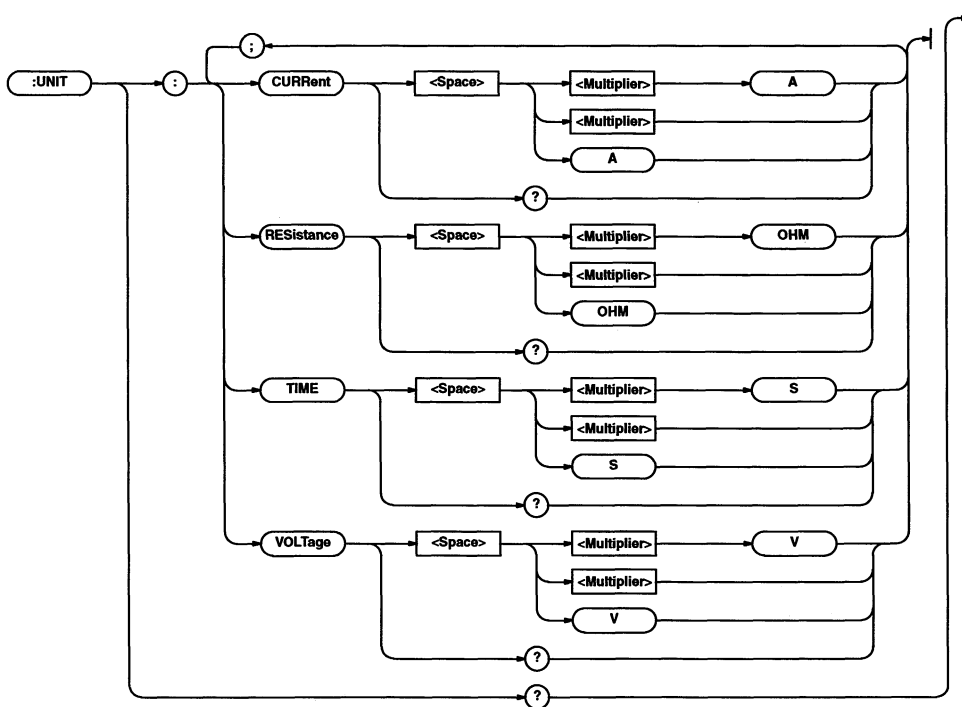 ;
:UNIT : CURRent <Space> <Multiplier> A
<Multiplier>
A
?
RESistance <Space> <Multiplier> OHM
<Multiplier>
OHM
?
TIME <Space> <Multiplier> S
<Multiplier>
S
?
VOLTage <Space> <Multiplier> V
<Multiplier>
V
?
?